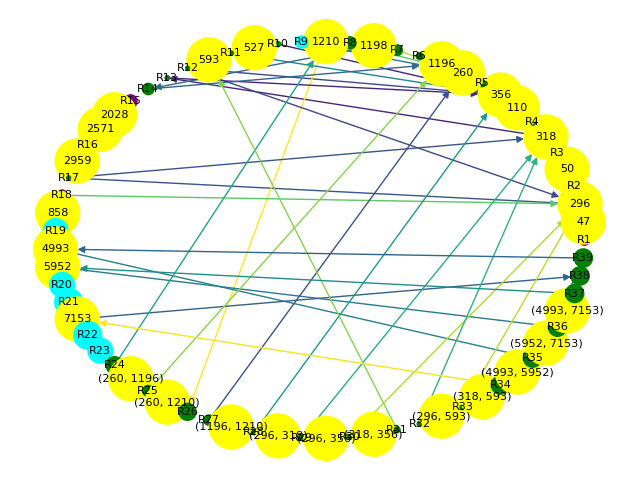 R10 R9 1210 R8 1198 R7
593 R11 527 R6 1196
R12 260
R13 R5
R14 356
R15 110
2028 R4
2571 318
R16 R3
2959 50
R17 R2
R18 296
858 47
R19 R1
4993 R39
5952 R38
R20 R37
R21 (4993, 7153)
7153 R36
R22 (5952, 7153)
R23 R35
R24 (4993, 5952)
(260, 1196) R34
R25 (318, 593)
(260, 1210) R33
R26 (296, 593)
R27 R32
(1196, 1210) R31
R28 (318, 356)
(296, 318) R29 (296, 356) R30